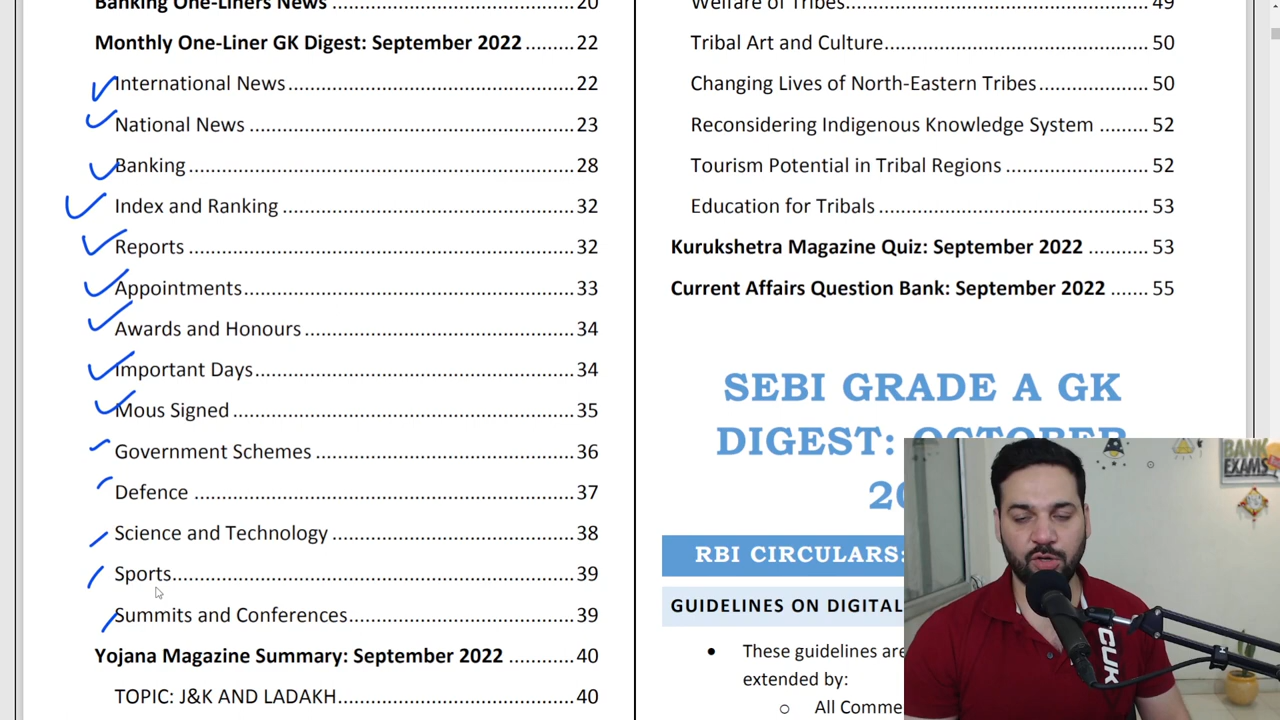 Banking One-Liners News 20
Monthly One-Liner GK Digest: September 2022 ....... 22
International News 22
National News 23
Banking 28
Index and Ranking 32
Reports 32
Appointments 33
Awards and Honours 34
Important Days 34
Mous Signed 35
Government Schemes 36
Defence 37
Science and Technology 38
Sports 39
Summits and Conferences 39
Yojana Magazine Summary: September 2022 40
TOPIC: J&K AND LADAKH 40
Welfare of Tribes 49
Tribal Art and Culture 50
Changing Lives of North-Eastern Tribes 50
Reconsidering Indigenous Knowledge System 52
Tourism Potential in Tribal Regions 52
Education for Tribals 53
Kurukshetra Magazine Quiz: September 2022 53
Current Affairs Question Bank: September 2022 ....... 55
SEBI GRADE A GK
DIGEST: OCTOBER
RBI CIRCULARS:
GUIDELINES ON DIGITAL
• These guidelines are
extended by:
o All
BANK
EXAMS
CUK